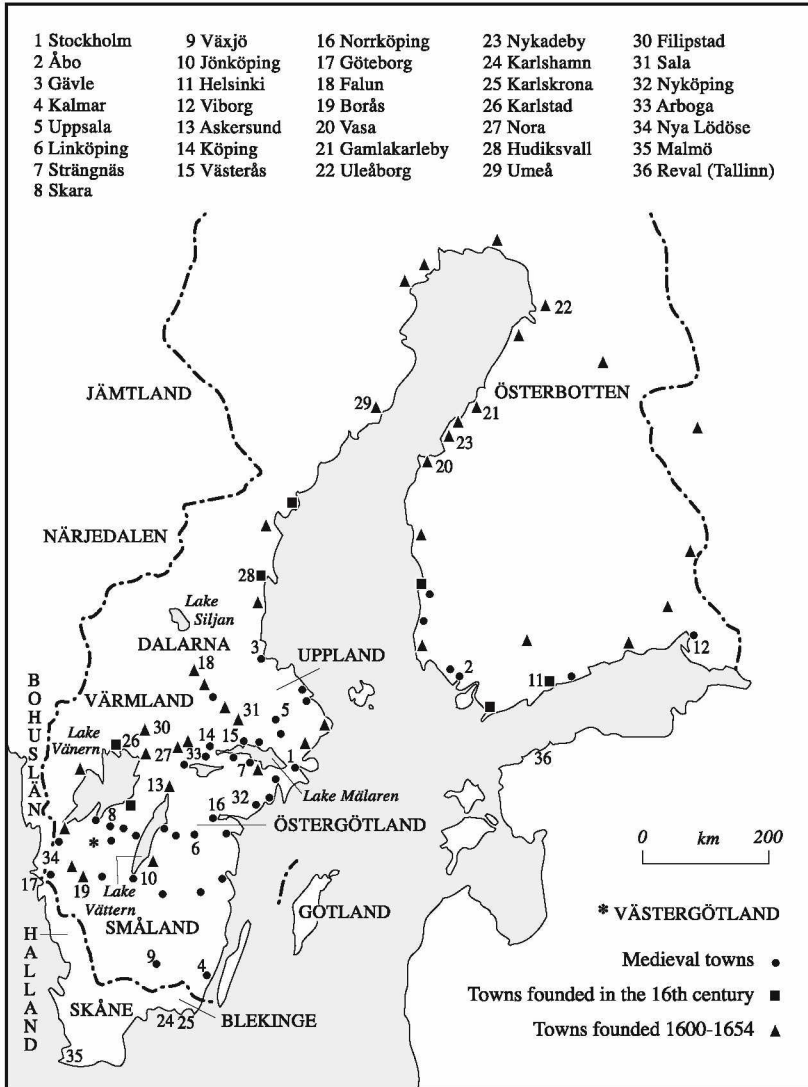 1 Stockholm
2 Åbo
3 Gävle
4 Kalmar
5 Uppsala
6 Linköping
7 Strängnäs
8 Skara
9 Växjö
10 Jönköping
11 Helsinki
12 Viborg
13 Askersund
14 Köping
15 Västerås
16 Norrköping
17 Göteborg
18 Falun
19 Borås
20 Vasa
21 Gamlakarleby
22 Uleåborg
23 Nykadeby
24 Karlshamn
25 Karlskrona
26 Karlstad
27 Nora
28 Hudiksvall
29 Umeå
30 Filipstad
31 Sala
32 Nyköping
33 Arboga
34 Nya Lödöse
35 Malmö
36 Reval (Tallinn)
22
JÄMTLAND
ÖSTERBOTTEN
29
21
23
20
NÄRJEDALEN
28
Lake
Siljan
DALARNA
3
UPPLAND
18
2
11
12
VÄRMLAND
BOHUSLÄN
30
31
5
Lake
Vänern
26
27
14
15
33
7
1
36
13
Lake Mälaren
32
16
8
ÖSTERGÖTLAND
6
0 km 200
*
34
17
19
10
Lake
Vättern
GOTLAND
* VÄSTERGÖTLAND
SMÅLAND
HALLAND
9
4
Medieval towns
Towns founded in the 16th century
SKÅNE
24
25
BLEKINGE
Towns founded 1600-1654
35